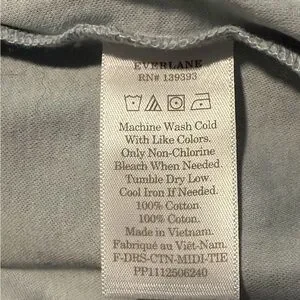 EVERLANE
RN# 139393
Machine Wash Cold
With Like Colors.
Only Non-Chlorine
Bleach When Needed.
Tumble Dry Low
Cool Iron If Needed.
100% Cotton.
100% Coton.
Made in Vietnam.
Fabriqué au Viêt-Nam.
F-DRS-CTN-MIDI-TIE
PP1112506240